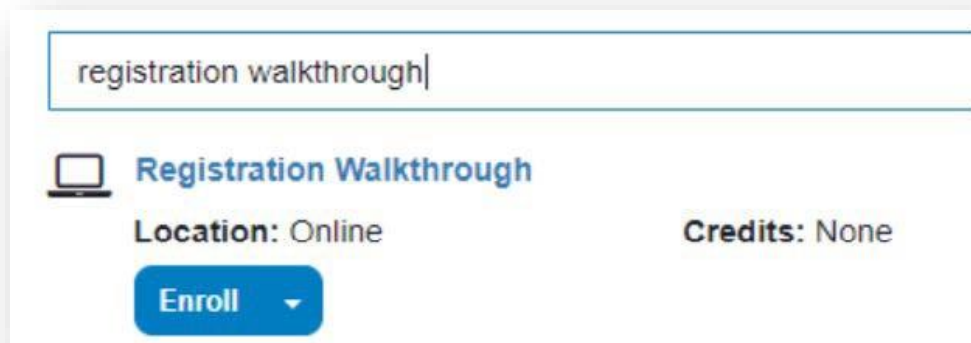 registration walkthrough
Registration Walkthrough
Location: Online Credits: None
Enroll